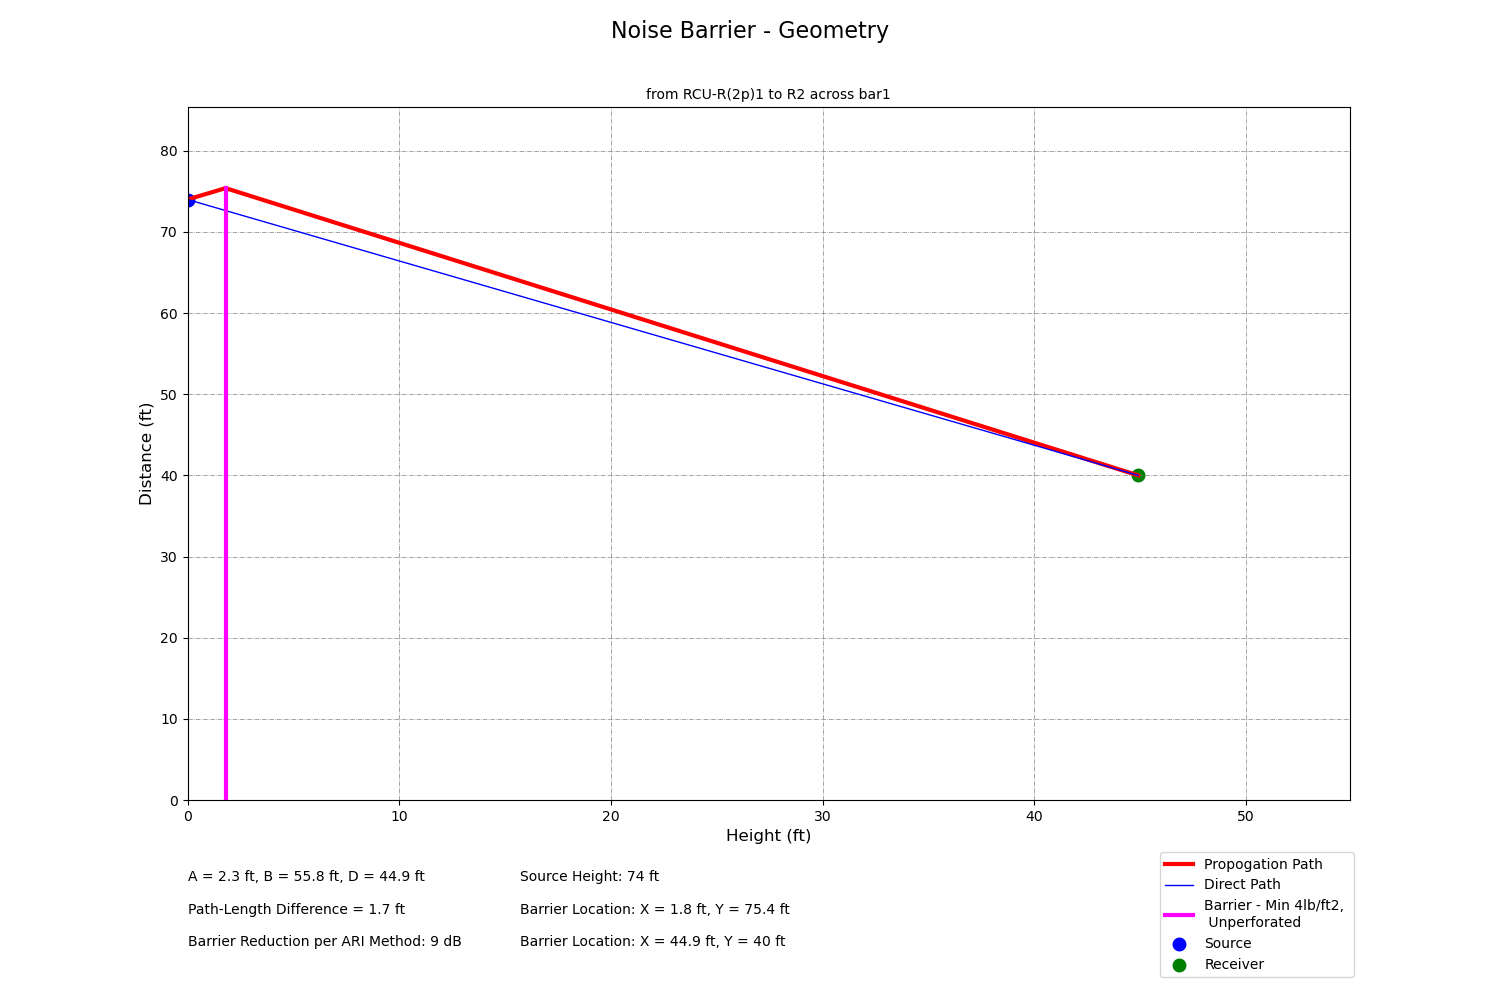 Noise Barrier - Geometry
from RCU-R(2p)1 to R2 across bar1
80
70
60
50
40
30
20
10
0
Distance (ft)
0 10 20 30 40 50
Height (ft)
A = 2.3 ft, B = 55.8 ft, D = 44.9 ft
Path-Length Difference = 1.7 ft
Barrier Reduction per ARI Method: 9 dB
Source Height: 74 ft
Barrier Location: X = 1.8 ft, Y = 75.4 ft
Barrier Location: X = 44.9 ft, Y = 40 ft
Propogation Path
Direct Path
Barrier - Min 4lb/ft2,
Unperforated
Source
Receiver